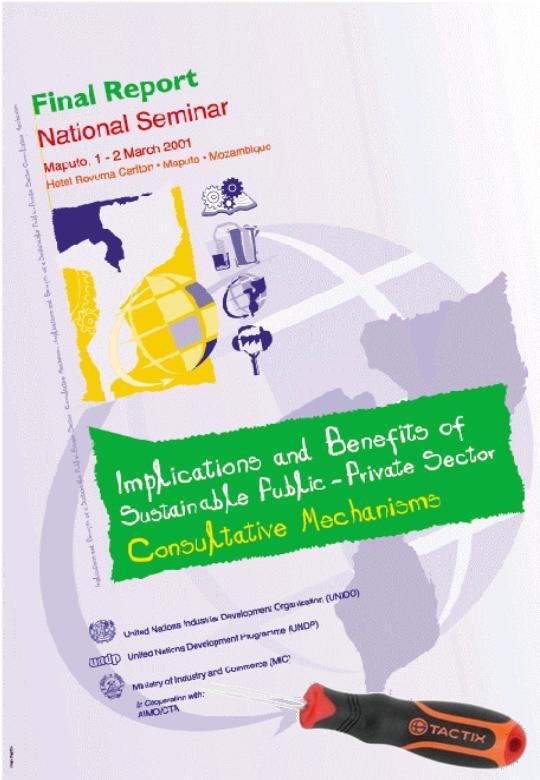 Final Report
National Seminar
Maputo, 1 - 2 March 2001
Hotel Rovuma Carlton • Maputo • Mozambique
Implications and Benefits of
Sustainable Public - Private Sector
Consultative Mechanisms
United Nations Industrial Development Organization (UNIDO)
undp United Nations Development Programme (UNDP)
Ministry of Industry and Commerce (MIC)
In Cooperation with:
AIMO/CTA
TACTIX